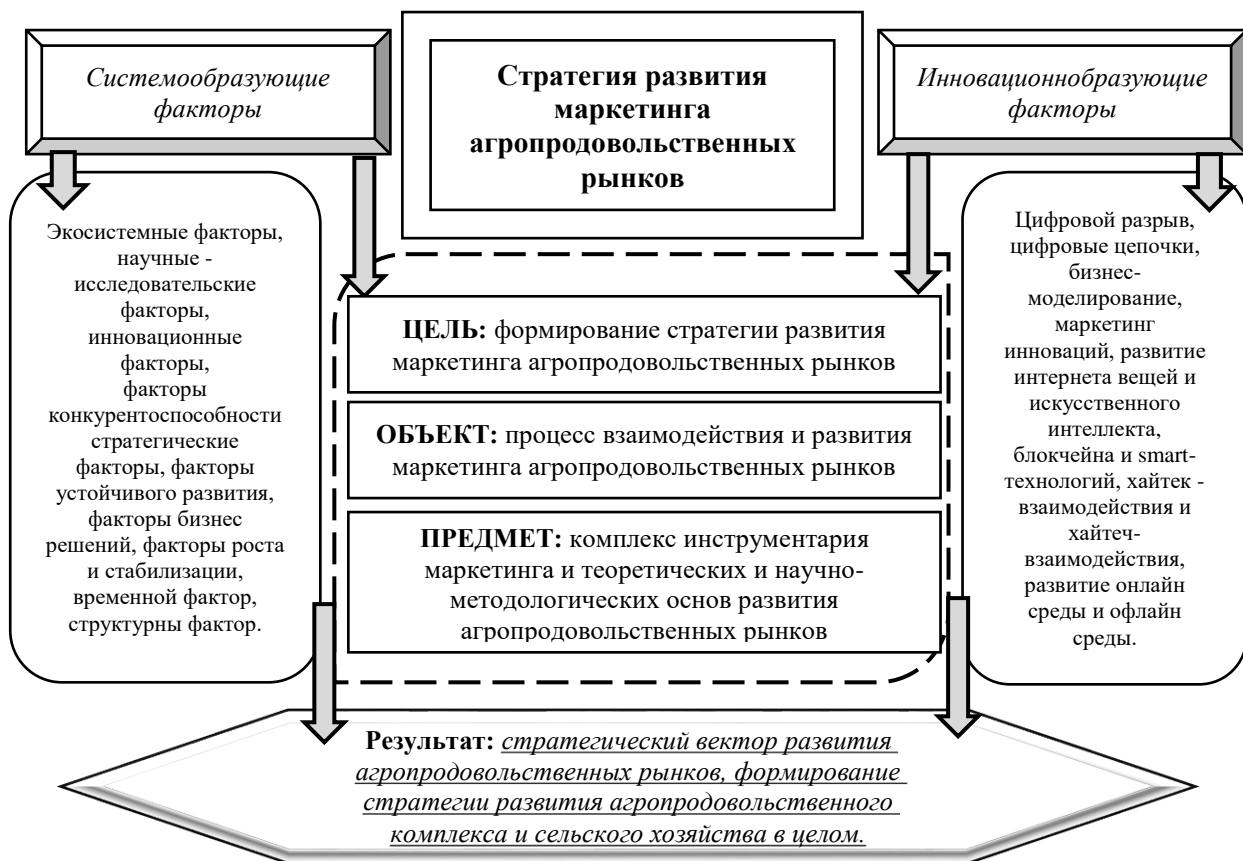 Системообразующие
факторы
Стратегия развития
маркетинга
агропродовольственных
рынков
Инновационнобразующие
факторы
Экосистемные факторы,
научные -
исследовательские
факторы,
инновационные
факторы,
факторы
конкурентоспособности
стратегические
факторы, факторы
устойчивого развития,
факторы бизнес
решений, факторы роста
и стабилизации,
временной фактор,
структурны фактор.
ЦЕЛЬ: формирование стратегии развития
маркетинга агропродовольственных рынков
ОБЪЕКТ: процесс взаимодействия и развития
маркетинга агропродовольственных рынков
ПРЕДМЕТ: комплекс инструментария
маркетинга и теоретических и научно-
методологических основ развития
агропродовольственных рынков
Цифровой разрыв,
цифровые цепочки,
бизнес-
моделирование,
маркетинг
инноваций, развитие
интернета вещей и
искусственного
интеллекта,
блокчейна и smart-
технологий, хайтек -
взаимодействия и
хайтеч-
взаимодействия,
развитие онлайн
среды и офлайн
среды.
Результат: стратегический вектор развития
агропродовольственных рынков, формирование
стратегии развития агропродовольственного
комплекса и сельского хозяйства в целом.